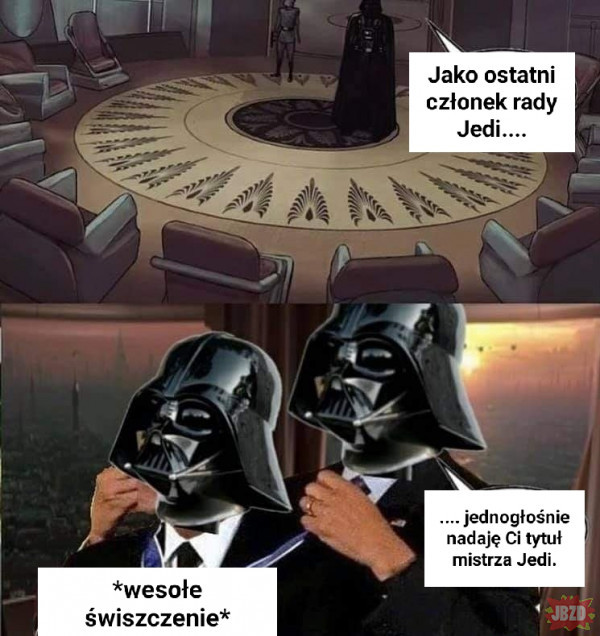 Jako ostatni
członek rady
Jedi....
.... jednogłośnie
nadaję Ci tytuł
mistrza Jedi.
*wesołe
świszczenie*
JBZD